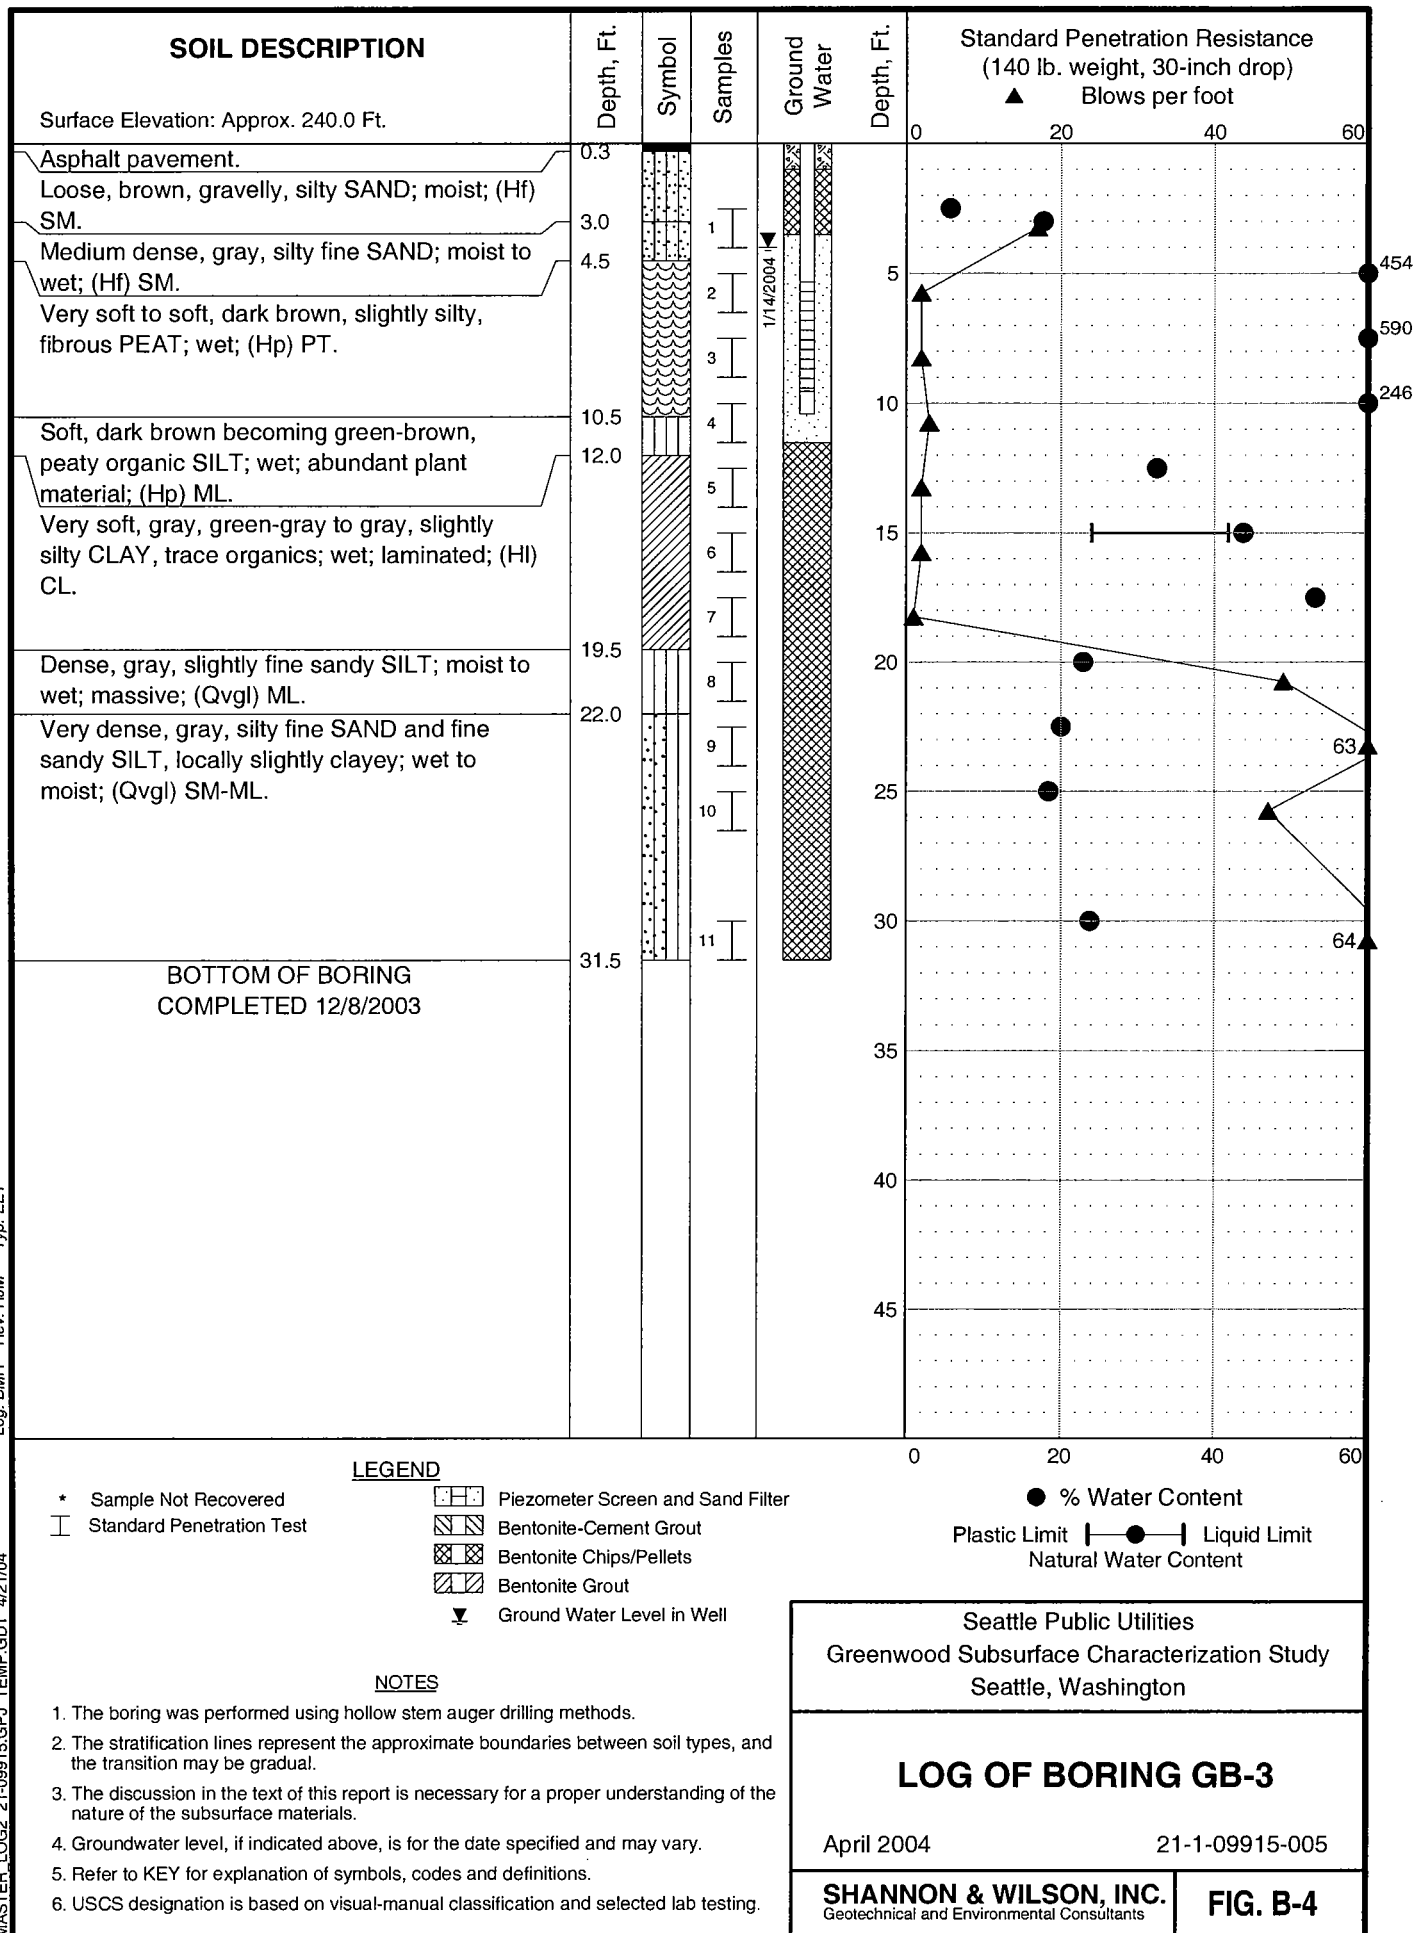 SOIL DESCRIPTION
Surface Elevation: Approx. 240.0 Ft.
Depth, Ft.
Symbol
Samples
Ground
Water
Depth, Ft.
Standard Penetration Resistance
(140 lb. weight, 30-inch drop)
▲ Blows per foot
0 20 40 60
Asphalt pavement.
Loose, brown, gravelly, silty SAND; moist; (Hf)
SM.
Medium dense, gray, silty fine SAND; moist to
wet; (Hf) SM.
Very soft to soft, dark brown, slightly silty,
fibrous PEAT; wet; (Hp) PT.
Soft, dark brown becoming green-brown,
peaty organic SILT; wet; abundant plant
material; (Hp) ML.
Very soft, gray, green-gray to gray, slightly
silty CLAY, trace organics; wet; laminated; (Hl)
CL.
Dense, gray, slightly fine sandy SILT; moist to
wet; massive; (Qvgl) ML.
Very dense, gray, silty fine SAND and fine
sandy SILT, locally slightly clayey; wet to
moist; (Qvgl) SM-ML.
BOTTOM OF BORING
COMPLETED 12/8/2003
0.3
3.0
4.5
10.5
12.0
19.5
22.0
31.5
1
2
3
4
5
6
7
8
9
10
11
1/14/2004
5
10
15
20
25
30
35
40
45
454
590
246
63
64
0 20 40 60
LEGEND
* Sample Not Recovered
Standard Penetration Test
Piezometer Screen and Sand Filter
Bentonite-Cement Grout
Bentonite Chips/Pellets
Bentonite Grout
Ground Water Level in Well
● % Water Content
Plastic Limit Liquid Limit
Natural Water Content
NOTES
1. The boring was performed using hollow stem auger drilling methods.
2. The stratification lines represent the approximate boundaries between soil types, and
the transition may be gradual.
3. The discussion in the text of this report is necessary for a proper understanding of the
nature of the subsurface materials.
4. Groundwater level, if indicated above, is for the date specified and may vary.
5. Refer to KEY for explanation of symbols, codes and definitions.
6. USCS designation is based on visual-manual classification and selected lab testing.
Seattle Public Utilities
Greenwood Subsurface Characterization Study
Seattle, Washington
LOG OF BORING GB-3
April 2004 21-1-09915-005
SHANNON & WILSON, INC.
Geotechnical and Environmental Consultants
FIG. B-4